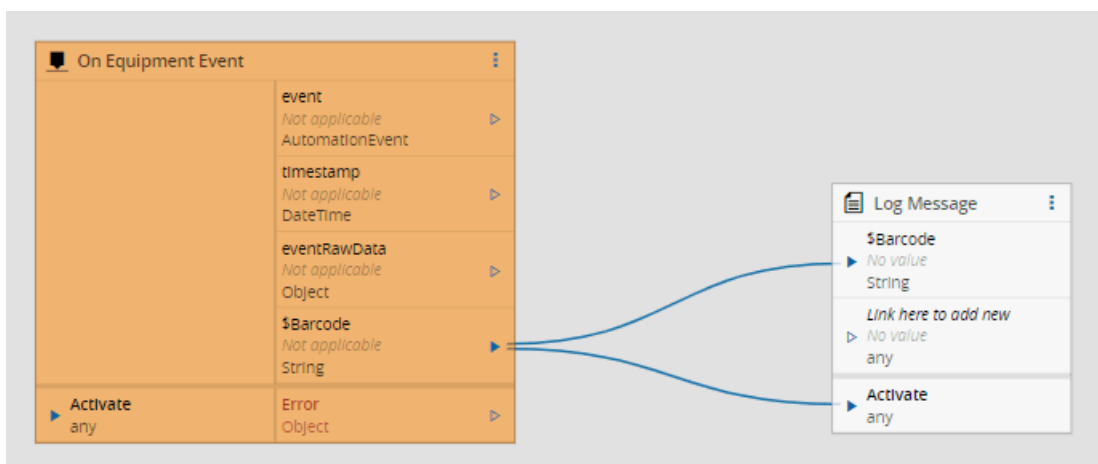 On Equipment Event
event
Not applicable
AutomationEvent
timestamp
Not applicable
DateTime
eventRawData
Not applicable
Object
$Barcode
Not applicable
String
Activate
any
Error
Object
Log Message
$Barcode
No value
String
Link here to add new
No value
any
Activate
any